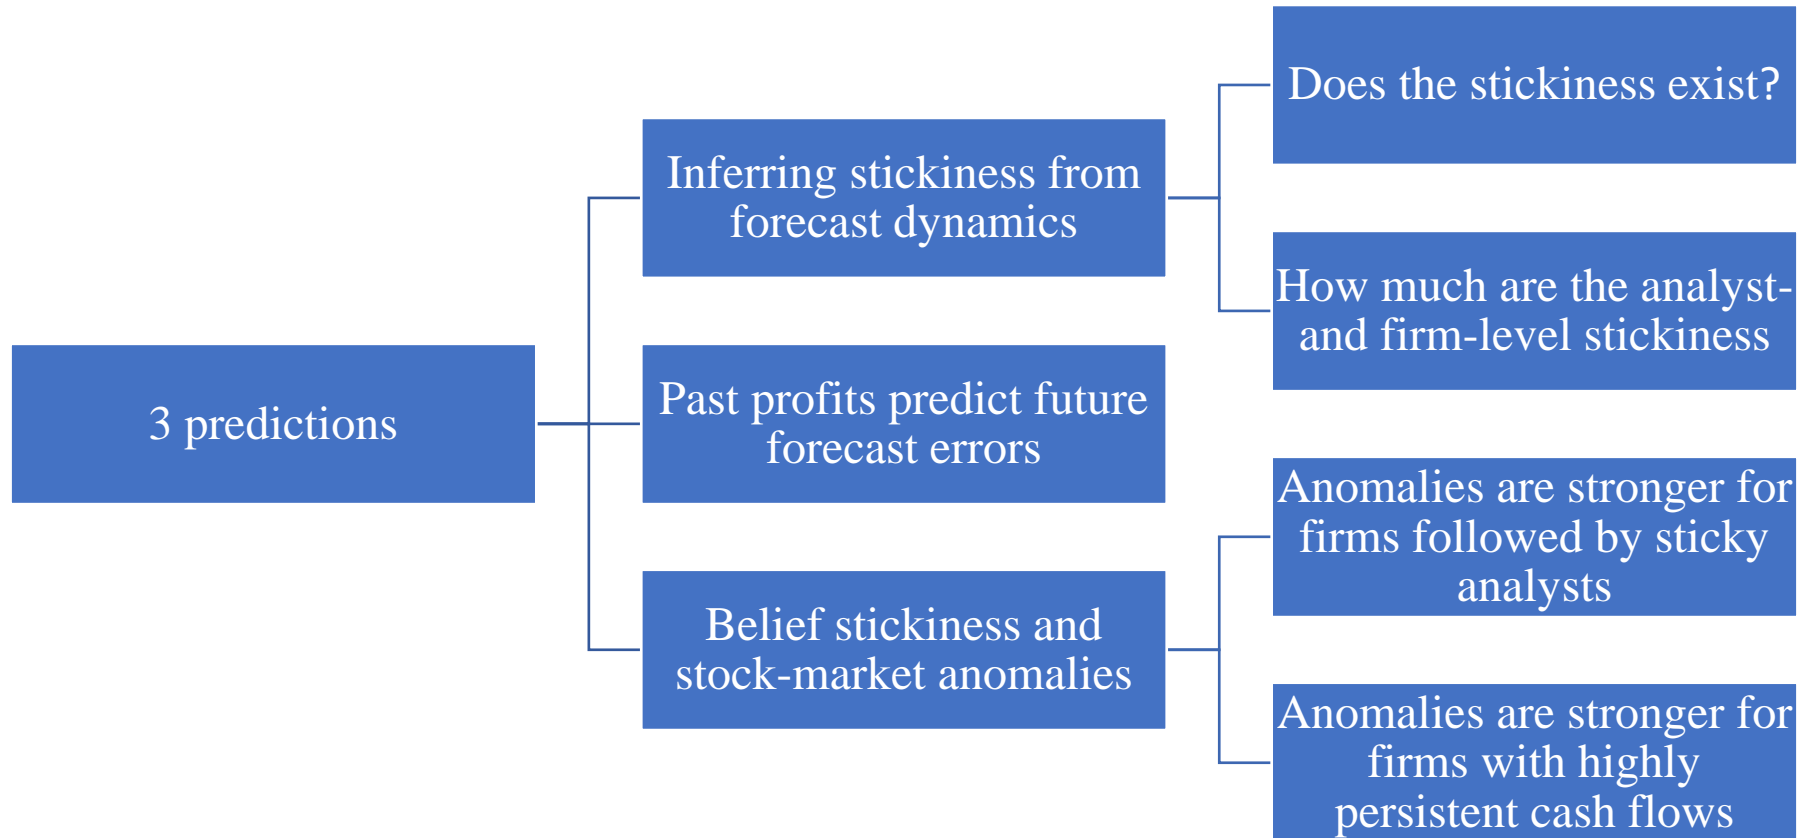 3 predictions
Inferring stickiness from
forecast dynamics
Does the stickiness exist?
How much are the analyst-
and firm-level stickiness
Past profits predict future
forecast errors
Belief stickiness and
stock-market anomalies
Anomalies are stronger for
firms followed by sticky
analysts
Anomalies are stronger for
firms with highly
persistent cash flows